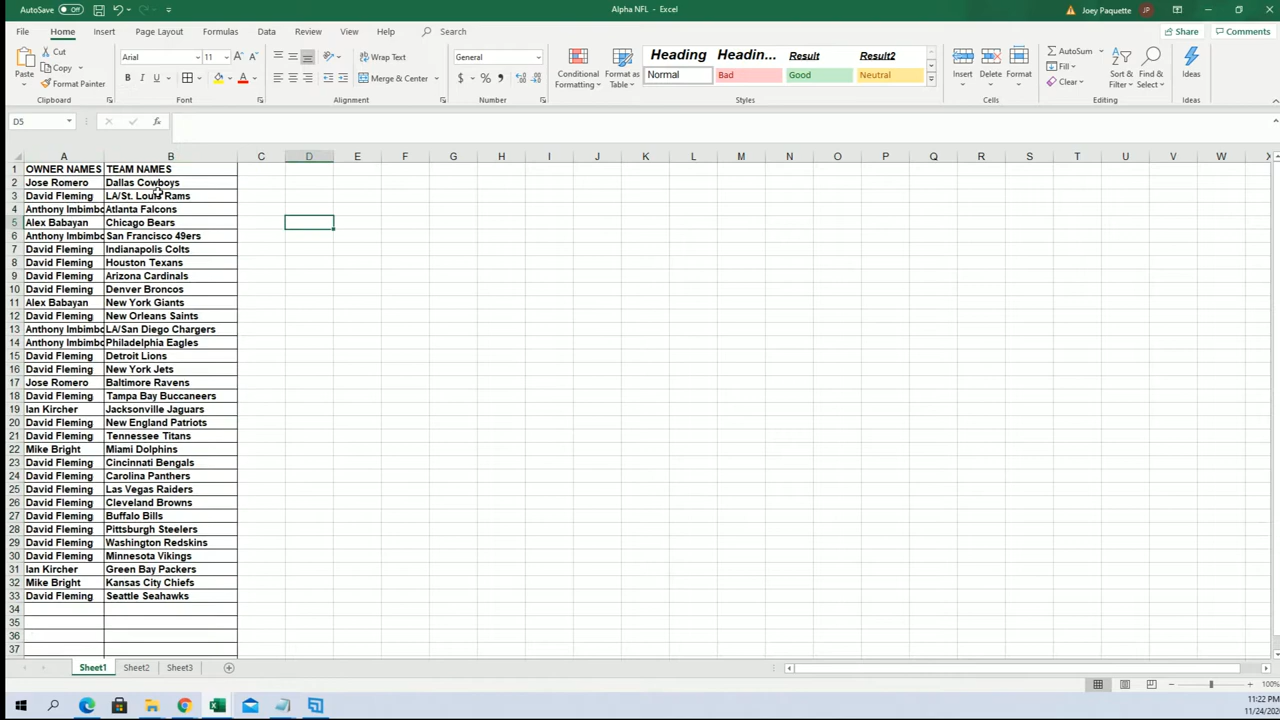 AutoSave Off Alpha NFL - Excel Joey Paquette JP
File Home Insert Page Layout Formulas Data Review View Help Search Share Comments
Paste Cut Copy Format Painter Clipboard
Arial 11 B I U A Font
Wrap Text Merge & Center Alignment
General $ % Number
Conditional Formatting Format as Table
Heading Headin... Result Result2
Normal Bad Good Neutral
Styles
Insert Delete Format Cells
AutoSum Fill Clear Sort & Filter Find & Select Editing
Ideas Ideas
D5 fx
A B C D E F G H I J K L M N O P Q R S T U V W X
1 OWNER NAMES TEAM NAMES
2 Jose Romero Dallas Cowboys
3 David Fleming LA/St. Louis Rams
4 Anthony Imbimbo Atlanta Falcons
5 Alex Babayan Chicago Bears
6 Anthony Imbimbo San Francisco 49ers
7 David Fleming Indianapolis Colts
8 David Fleming Houston Texans
9 David Fleming Arizona Cardinals
10 David Fleming Denver Broncos
11 Alex Babayan New York Giants
12 David Fleming New Orleans Saints
13 Anthony Imbimbo LA/San Diego Chargers
14 Anthony Imbimbo Philadelphia Eagles
15 David Fleming Detroit Lions
16 David Fleming New York Jets
17 Jose Romero Baltimore Ravens
18 David Fleming Tampa Bay Buccaneers
19 Ian Kircher Jacksonville Jaguars
20 David Fleming New England Patriots
21 David Fleming Tennessee Titans
22 Mike Bright Miami Dolphins
23 David Fleming Cincinnati Bengals
24 David Fleming Carolina Panthers
25 David Fleming Las Vegas Raiders
26 David Fleming Cleveland Browns
27 David Fleming Buffalo Bills
28 David Fleming Pittsburgh Steelers
29 David Fleming Washington Redskins
30 David Fleming Minnesota Vikings
31 Ian Kircher Green Bay Packers
32 Mike Bright Kansas City Chiefs
33 David Fleming Seattle Seahawks
34
35
36
37
Sheet1 Sheet2 Sheet3
100%
11:22 PM
11/24/20